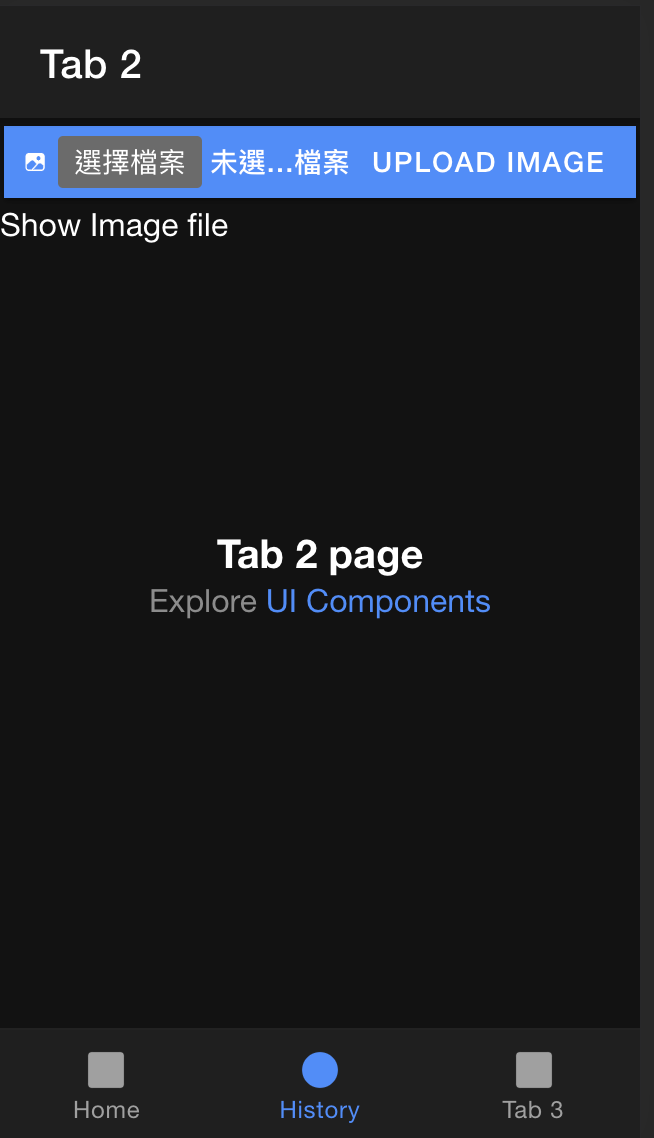 Tab 2
選擇檔案 未選...檔案 UPLOAD IMAGE
Show Image file
Tab 2 page
Explore UI Components
Home History Tab 3